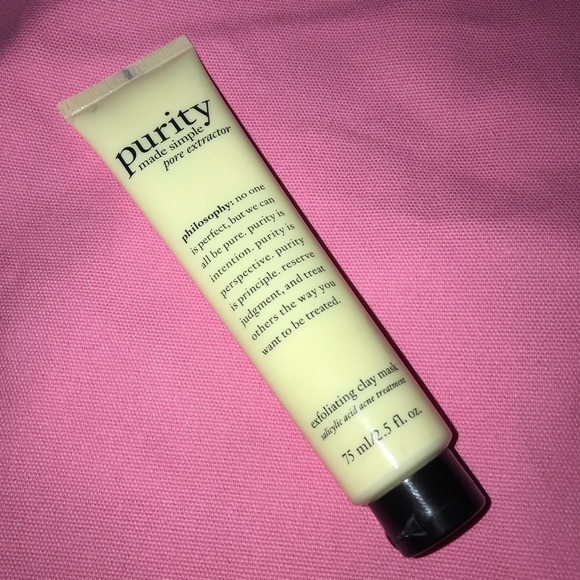 purity
made simple
pore extractor
philosophy: no one
is perfect, but we can
all be pure. purity is
intention. purity is
perspective. purity
is principle. reserve
judgment, and treat
others the way you
want to be treated.
exfoliating clay mask
salicylic acid acne treatment
75 ml/2.5 fl. oz.